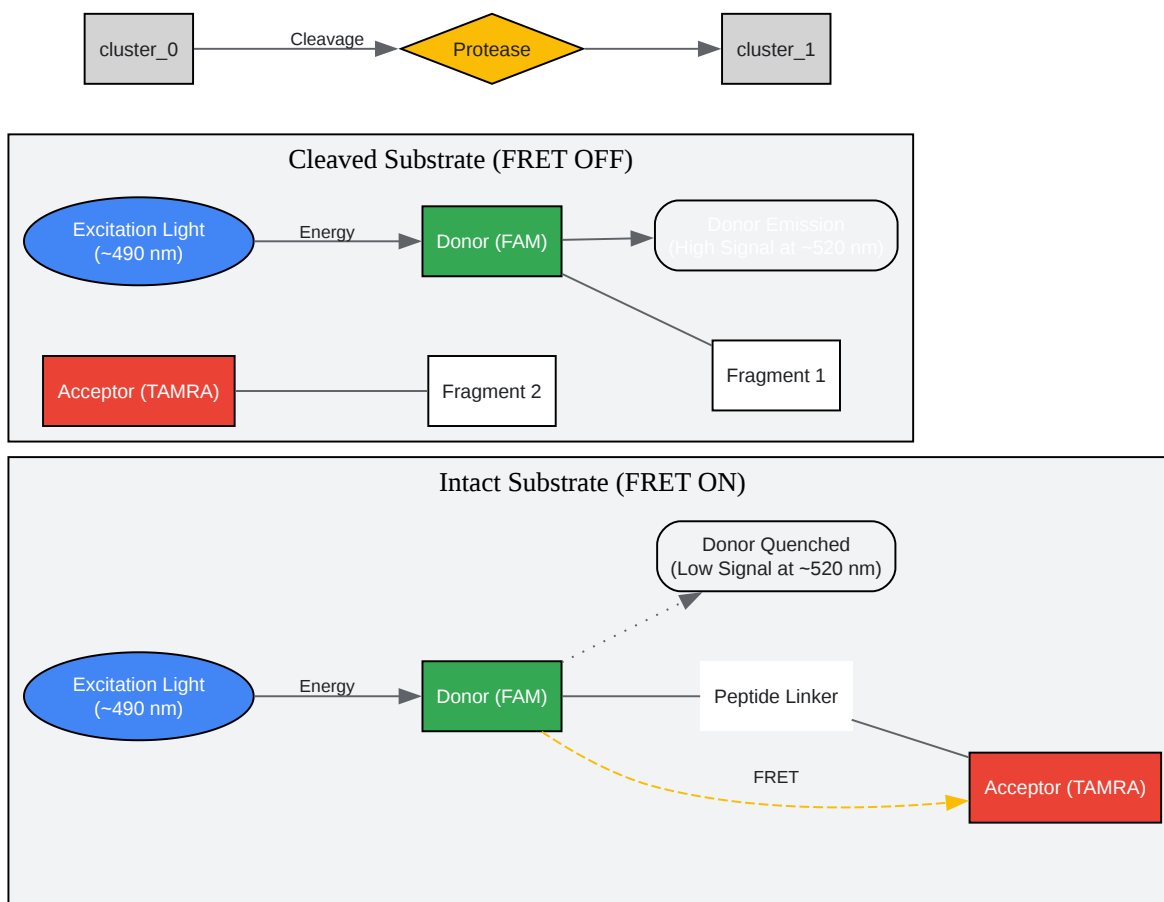 cluster_0
Cleavage
Protease
cluster_1
Cleaved Substrate (FRET OFF)
Excitation Light
(~490 nm)
Energy
Donor (FAM)
Donor Emission
(High Signal at ~520 nm)
Acceptor (TAMRA)
Fragment 2
Fragment 1
Intact Substrate (FRET ON)
Donor Quenched
(Low Signal at ~520 nm)
Excitation Light
(~490 nm)
Energy
Donor (FAM)
Peptide Linker
FRET
Acceptor (TAMRA)